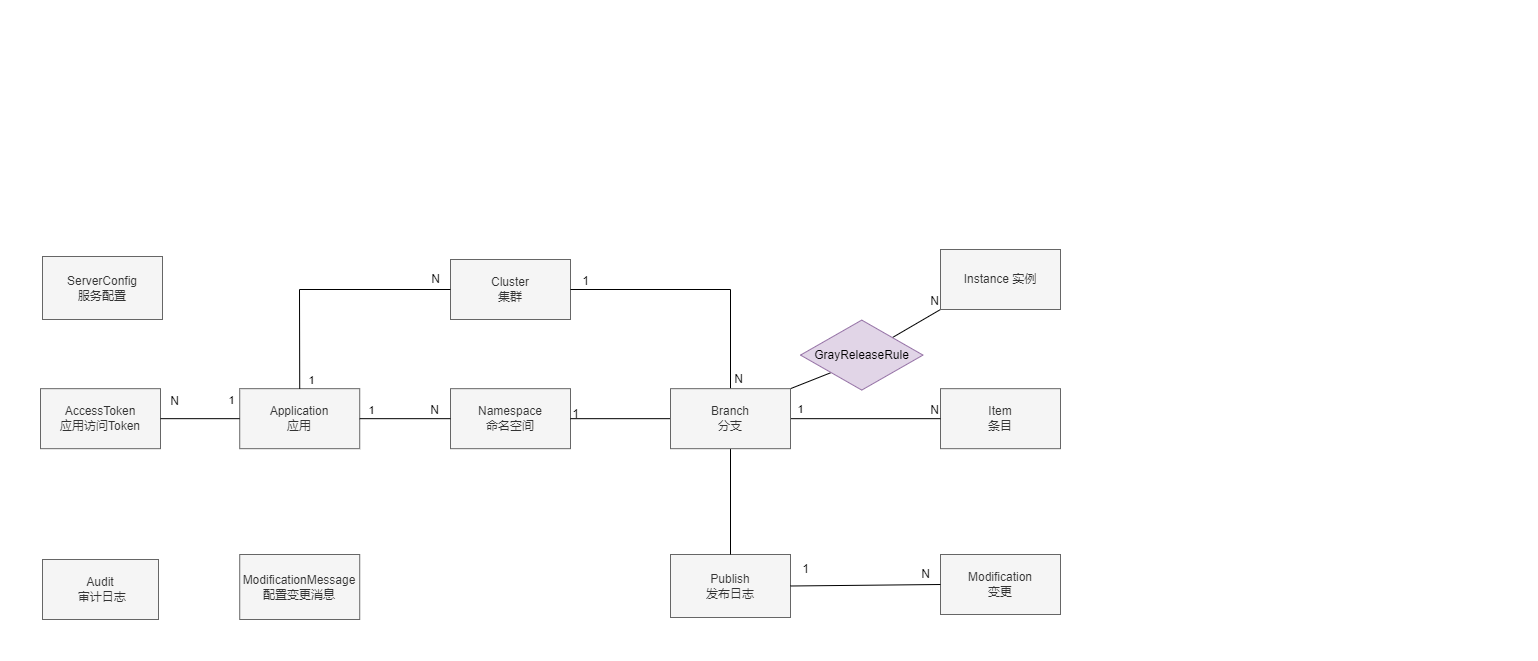 ServerConfig
服务配置
N
Cluster
集群
1
Instance 实例
N
GrayReleaseRule
1
N
AccessToken
应用访问Token
N
1
Application
应用
1
N
Namespace
命名空间
1
Branch
分支
1
N
Item
条目
Audit
审计日志
ModificationMessage
配置变更消息
Publish
发布日志
1
N
Modification
变更